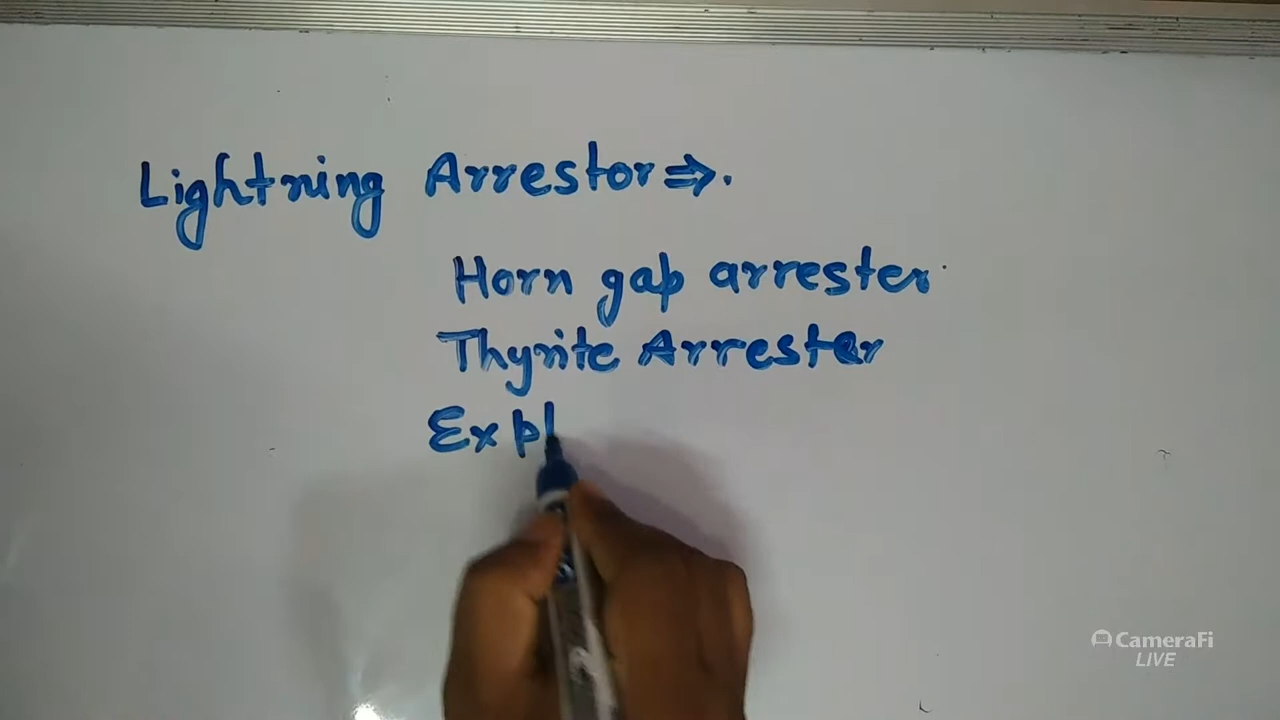 Lightning Arrestor ⇒.
Horn gap arrester
Thyrite Arrester
Expl
CameraFi
LIVE